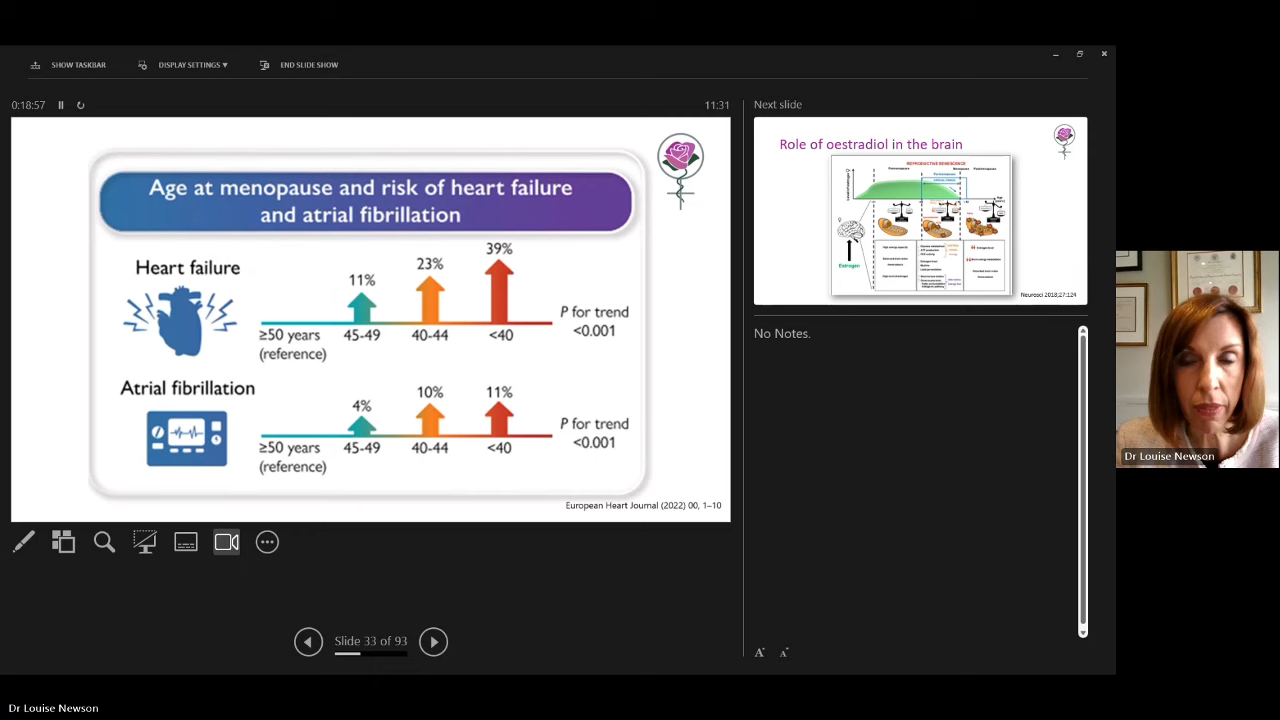 SHOW TASKBAR
DISPLAY SETTINGS ▼
END SLIDE SHOW
0:18:57
11:31
Age at menopause and risk of heart failure
and atrial fibrillation
Heart failure
11%
23%
39%
≥50 years
(reference)
45-49
40-44
<40
P for trend
<0.001
Atrial fibrillation
4%
10%
11%
≥50 years
(reference)
45-49
40-44
<40
P for trend
<0.001
European Heart Journal (2022) 00, 1–10
Slide 33 of 93
Next slide
Role of oestradiol in the brain
REPRODUCTIVE SENESCENCE
Estrogen
Neurosci 2018;27:124
No Notes.
A
A
Dr Louise Newson
Dr Louise Newson